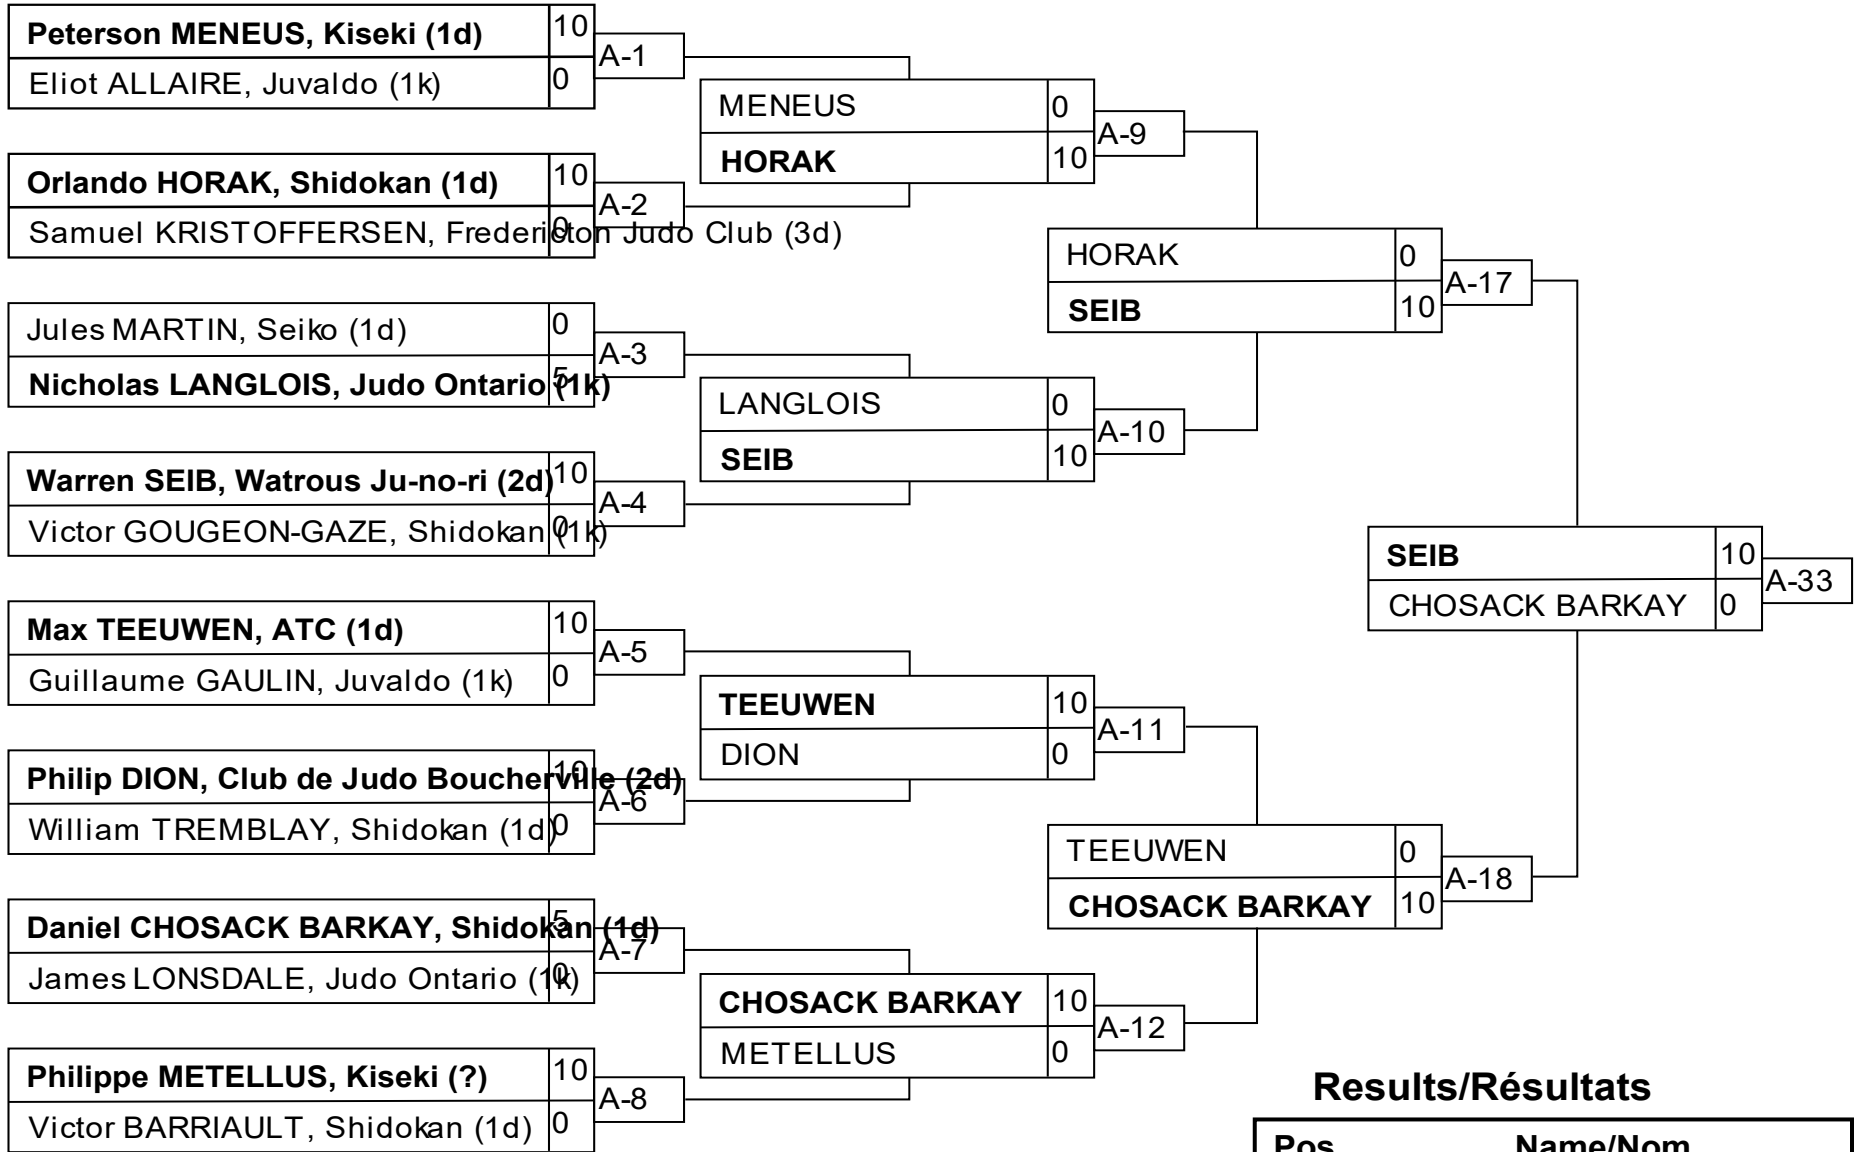 Peterson MENEUS, Kiseki (1d) 10
A-1
Eliot ALLAIRE, Juvaldo (1k) 0
MENEUS 0
A-9
HORAK 10
Orlando HORAK, Shidokan (1d) 10
A-2
Samuel KRISTOFFERSEN, Fredericton Judo Club (3d) 0
HORAK 0
A-17
SEIB 10
Jules MARTIN, Seiko (1d) 0
A-3
Nicholas LANGLOIS, Judo Ontario (1k) 5
LANGLOIS 0
A-10
SEIB 10
Warren SEIB, Watrous Ju-no-ri (2d) 10
A-4
Victor GOUGEON-GAZE, Shidokan (1k) 0
SEIB 10
A-33
CHOSACK BARKAY 0
Max TEEUWEN, ATC (1d) 10
A-5
Guillaume GAULIN, Juvaldo (1k) 0
TEEUWEN 10
A-11
DION 0
Philip DION, Club de Judo Boucherville (2d) 10
A-6
William TREMBLAY, Shidokan (1d) 0
TEEUWEN 0
A-18
CHOSACK BARKAY 10
Daniel CHOSACK BARKAY, Shidokan (1d) 5
A-7
James LONSDALE, Judo Ontario (1k) 0
CHOSACK BARKAY 10
A-12
METELLUS 0
Philippe METELLUS, Kiseki (?) 10
A-8
Victor BARRIAULT, Shidokan (1d) 0
Results/Résultats
Pos Name/Nom